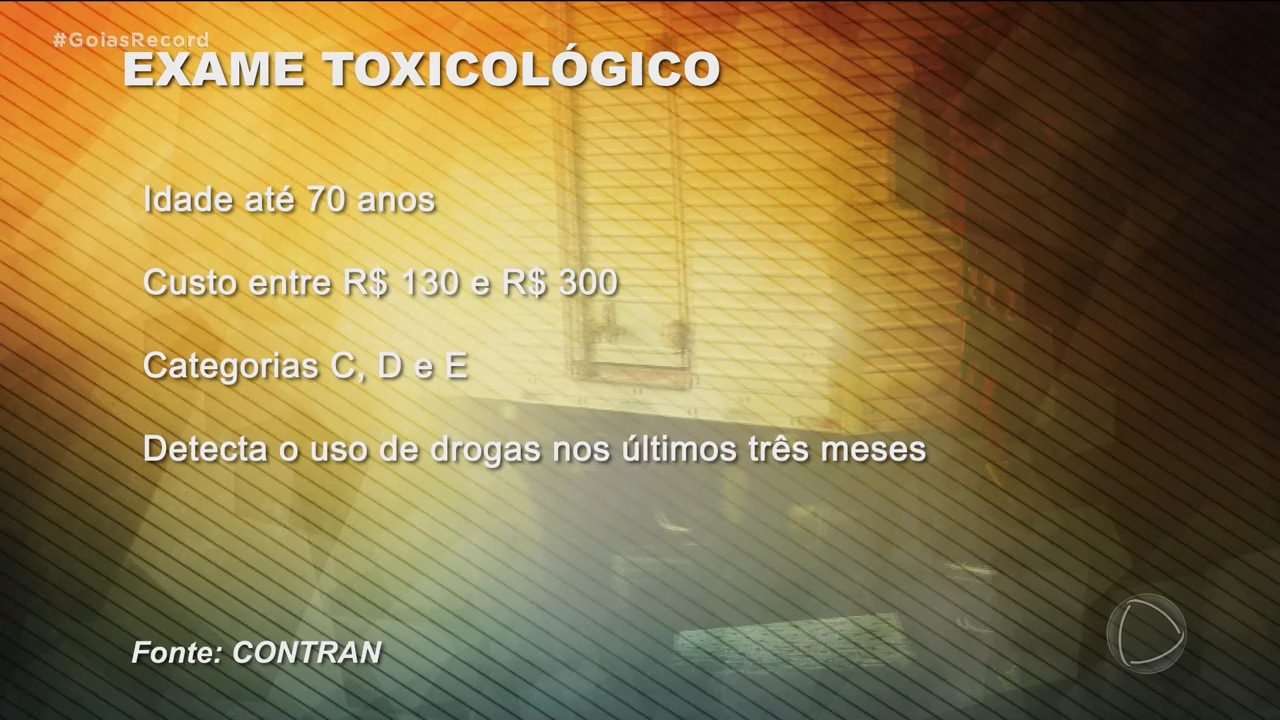 #GoiasRecord
EXAME TOXICOLÓGICO
Idade até 70 anos
Custo entre R$ 130 e R$ 300
Categorias C, D e E
Detecta o uso de drogas nos últimos três meses
Fonte: CONTRAN